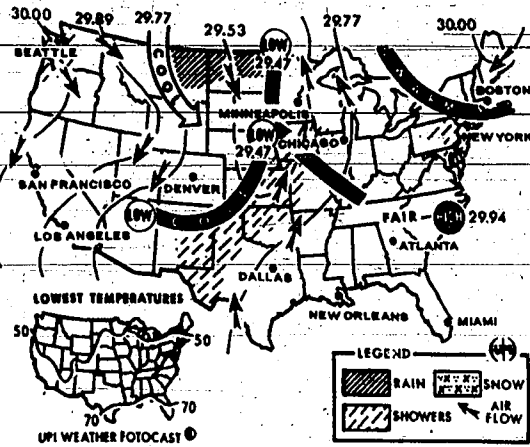 30.00 29.89 29.77 29.53 29.77 30.00
SEATTLE
COOL
LOW
29.47
BOSTON
MINNEAPOLIS
LOW
CHICAGO
NEW YORK
29.47
SAN FRANCISCO
DENVER
LOW
FAIR
HIGH
29.94
LOS ANGELES
ATLANTA
DALLAS
LOWEST TEMPERATURES
NEW ORLEANS
MIAMI
50
50
70
70
LEGEND
UPI
RAIN
SNOW
SHOWERS
AIR
FLOW
UPI WEATHER FOTOCAST